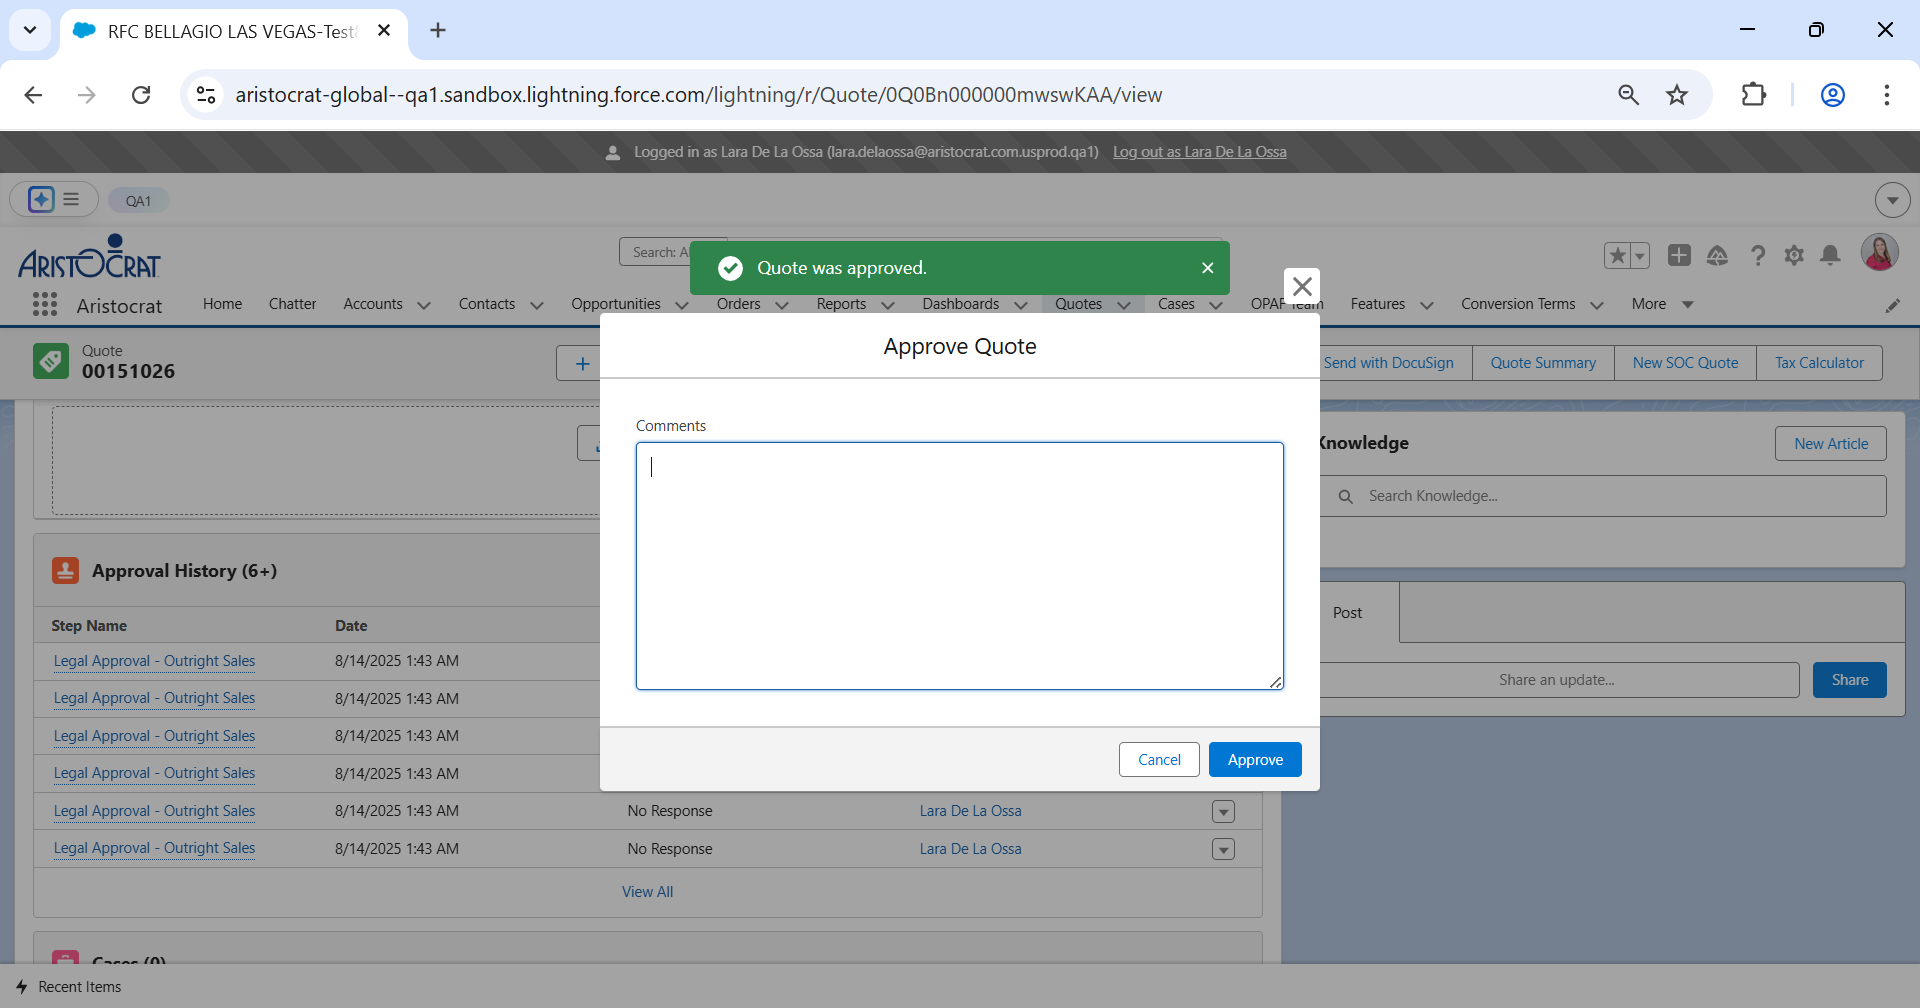 RFC BELLAGIO LAS VEGAS-Test
aristocrat-global--qa1.sandbox.lightning.force.com/lightning/r/Quote/0Q0Bn000000mwswKAA/view
Logged in as Lara De La Ossa (lara.delaossa@aristocrat.com.usprod.qa1) Log out as Lara De La Ossa
QA1
ARISTOCRAT
Search: A
Quote was approved.
Aristocrat Home Chatter Accounts Contacts Opportunities Orders Reports Dashboards Quotes Cases OPAF Team Features Conversion Terms More
Quote
00151026
Send with DocuSign Quote Summary New SOC Quote Tax Calculator
Approve Quote
Comments
Knowledge
New Article
Search Knowledge...
Approval History (6+)
Step Name Date
Post
Legal Approval - Outright Sales 8/14/2025 1:43 AM
Share an update... Share
Legal Approval - Outright Sales 8/14/2025 1:43 AM
Legal Approval - Outright Sales 8/14/2025 1:43 AM
Legal Approval - Outright Sales 8/14/2025 1:43 AM
Cancel Approve
Legal Approval - Outright Sales 8/14/2025 1:43 AM No Response Lara De La Ossa
Legal Approval - Outright Sales 8/14/2025 1:43 AM No Response Lara De La Ossa
View All
Cases (0)
Recent Items